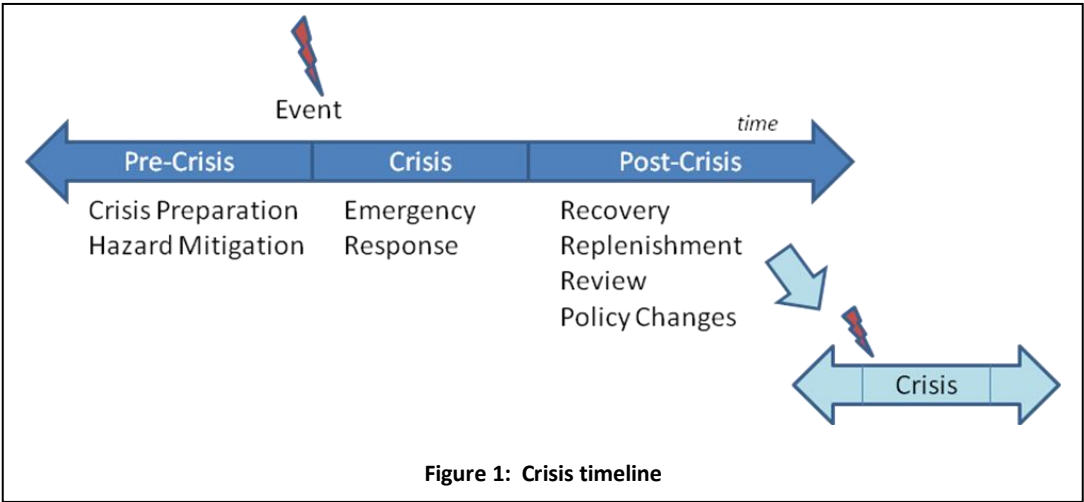 Event
time
Pre-Crisis
Crisis
Post-Crisis
Crisis Preparation
Hazard Mitigation
Emergency
Response
Recovery
Replenishment
Review
Policy Changes
Crisis
Figure 1: Crisis timeline